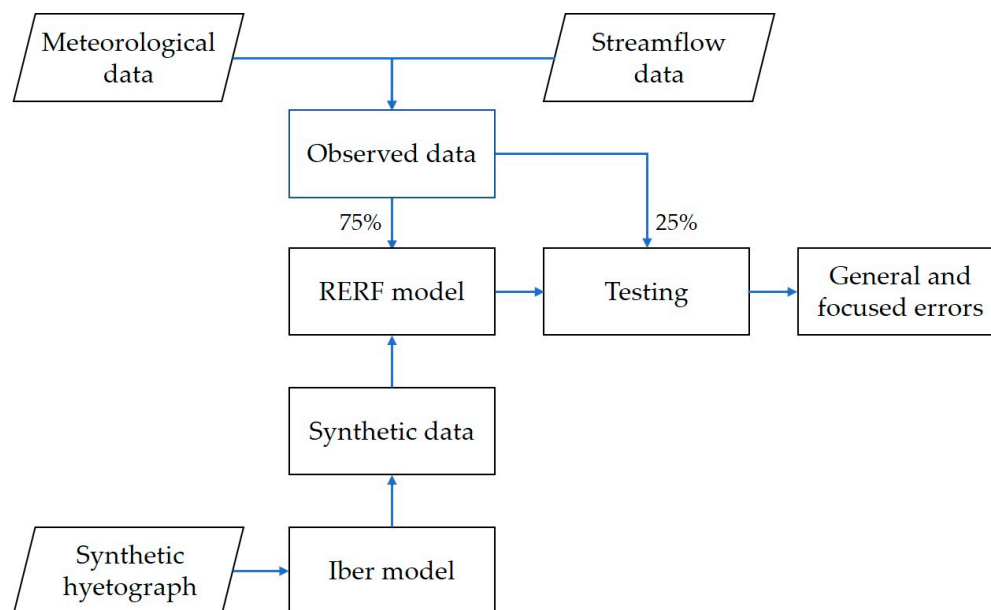 Meteorological
data
Streamflow
data
Observed data
75%
25%
RERF model
Testing
General and
focused errors
Synthetic data
Synthetic
hyetograph
Iber model